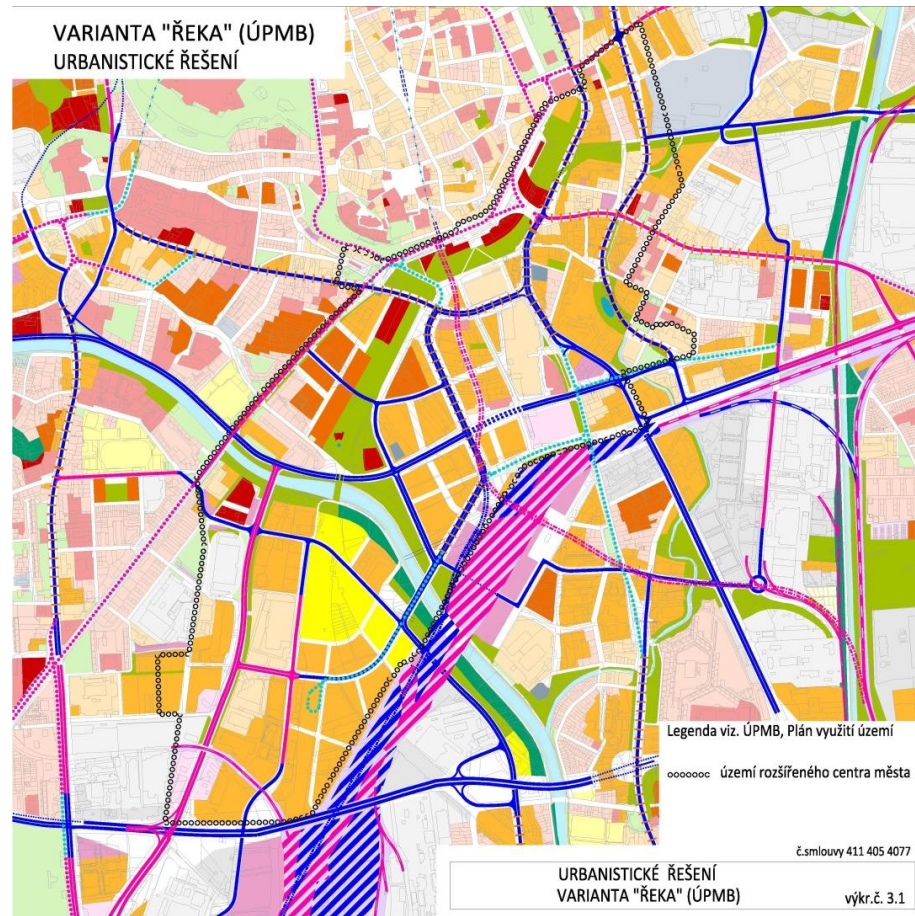 VARIANTA "ŘEKA" (ÚPMB)
URBANISTICKÉ ŘEŠENÍ
Legenda viz. ÚPMB, Plán využití území
oooooooc území rozšířeného centra města
č.smlouvy 411 405 4077
URBANISTICKÉ ŘEŠENÍ
VARIANTA "ŘEKA" (ÚPMB)
výkr.č. 3.1